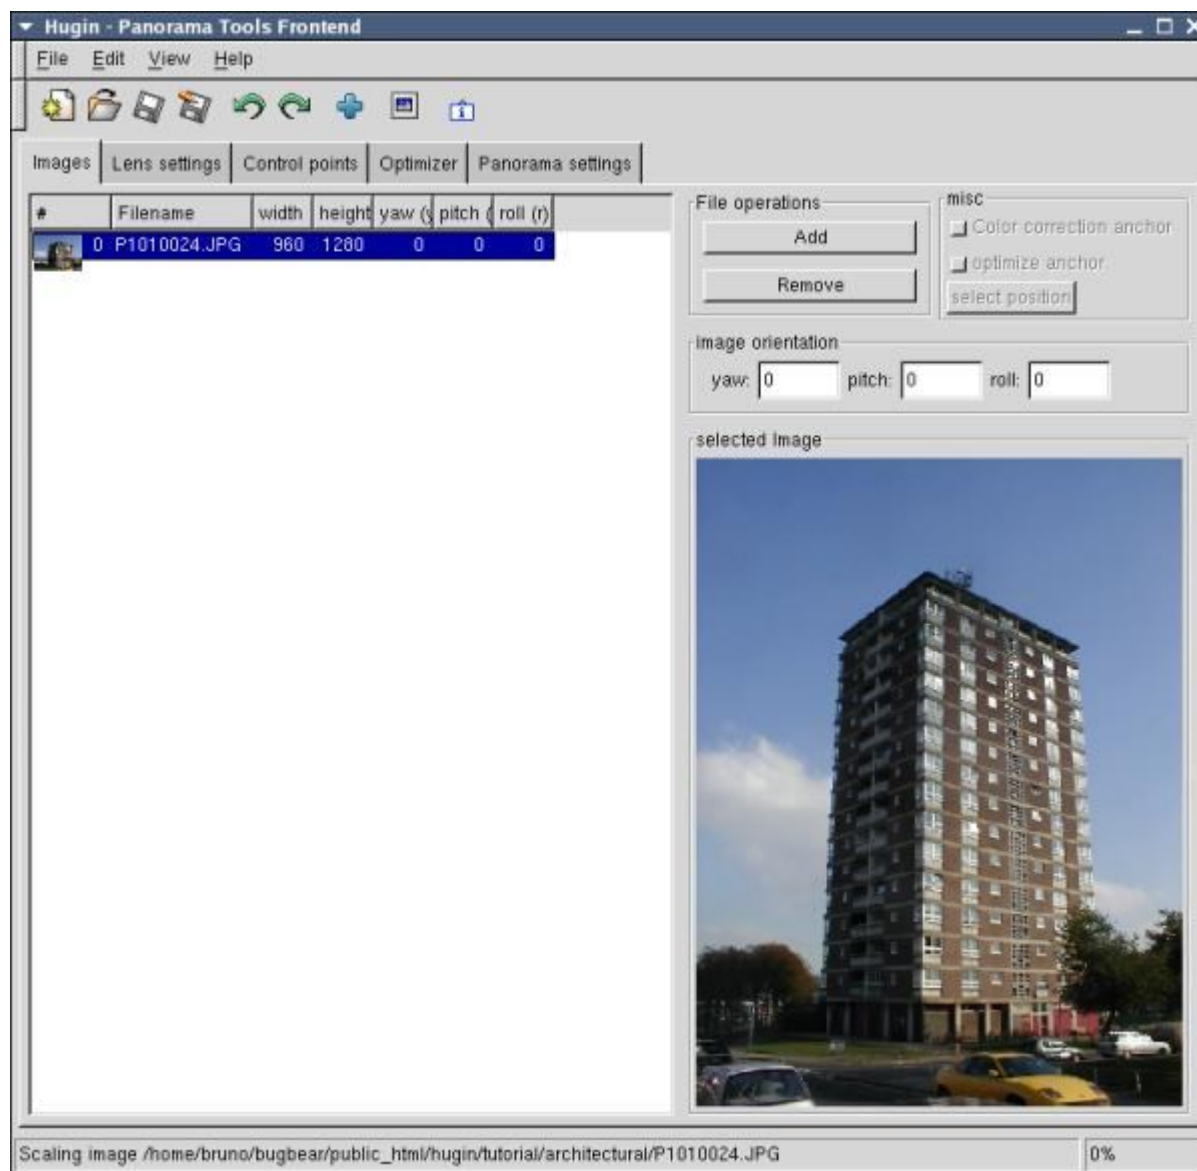 Hugin - Panorama Tools Frontend
File Edit View Help
Images Lens settings Control points Optimizer Panorama settings
# Filename width height yaw (y pitch ( roll (r)
0 P1010024.JPG 960 1280 0 0 0
File operations
Add
Remove
misc
Color correction anchor
optimize anchor
select position
image orientation
yaw: 0 pitch: 0 roll: 0
selected Image
Scaling image /home/bruno/bugbear/public_html/hugin/tutorial/architectural/P1010024.JPG 0%